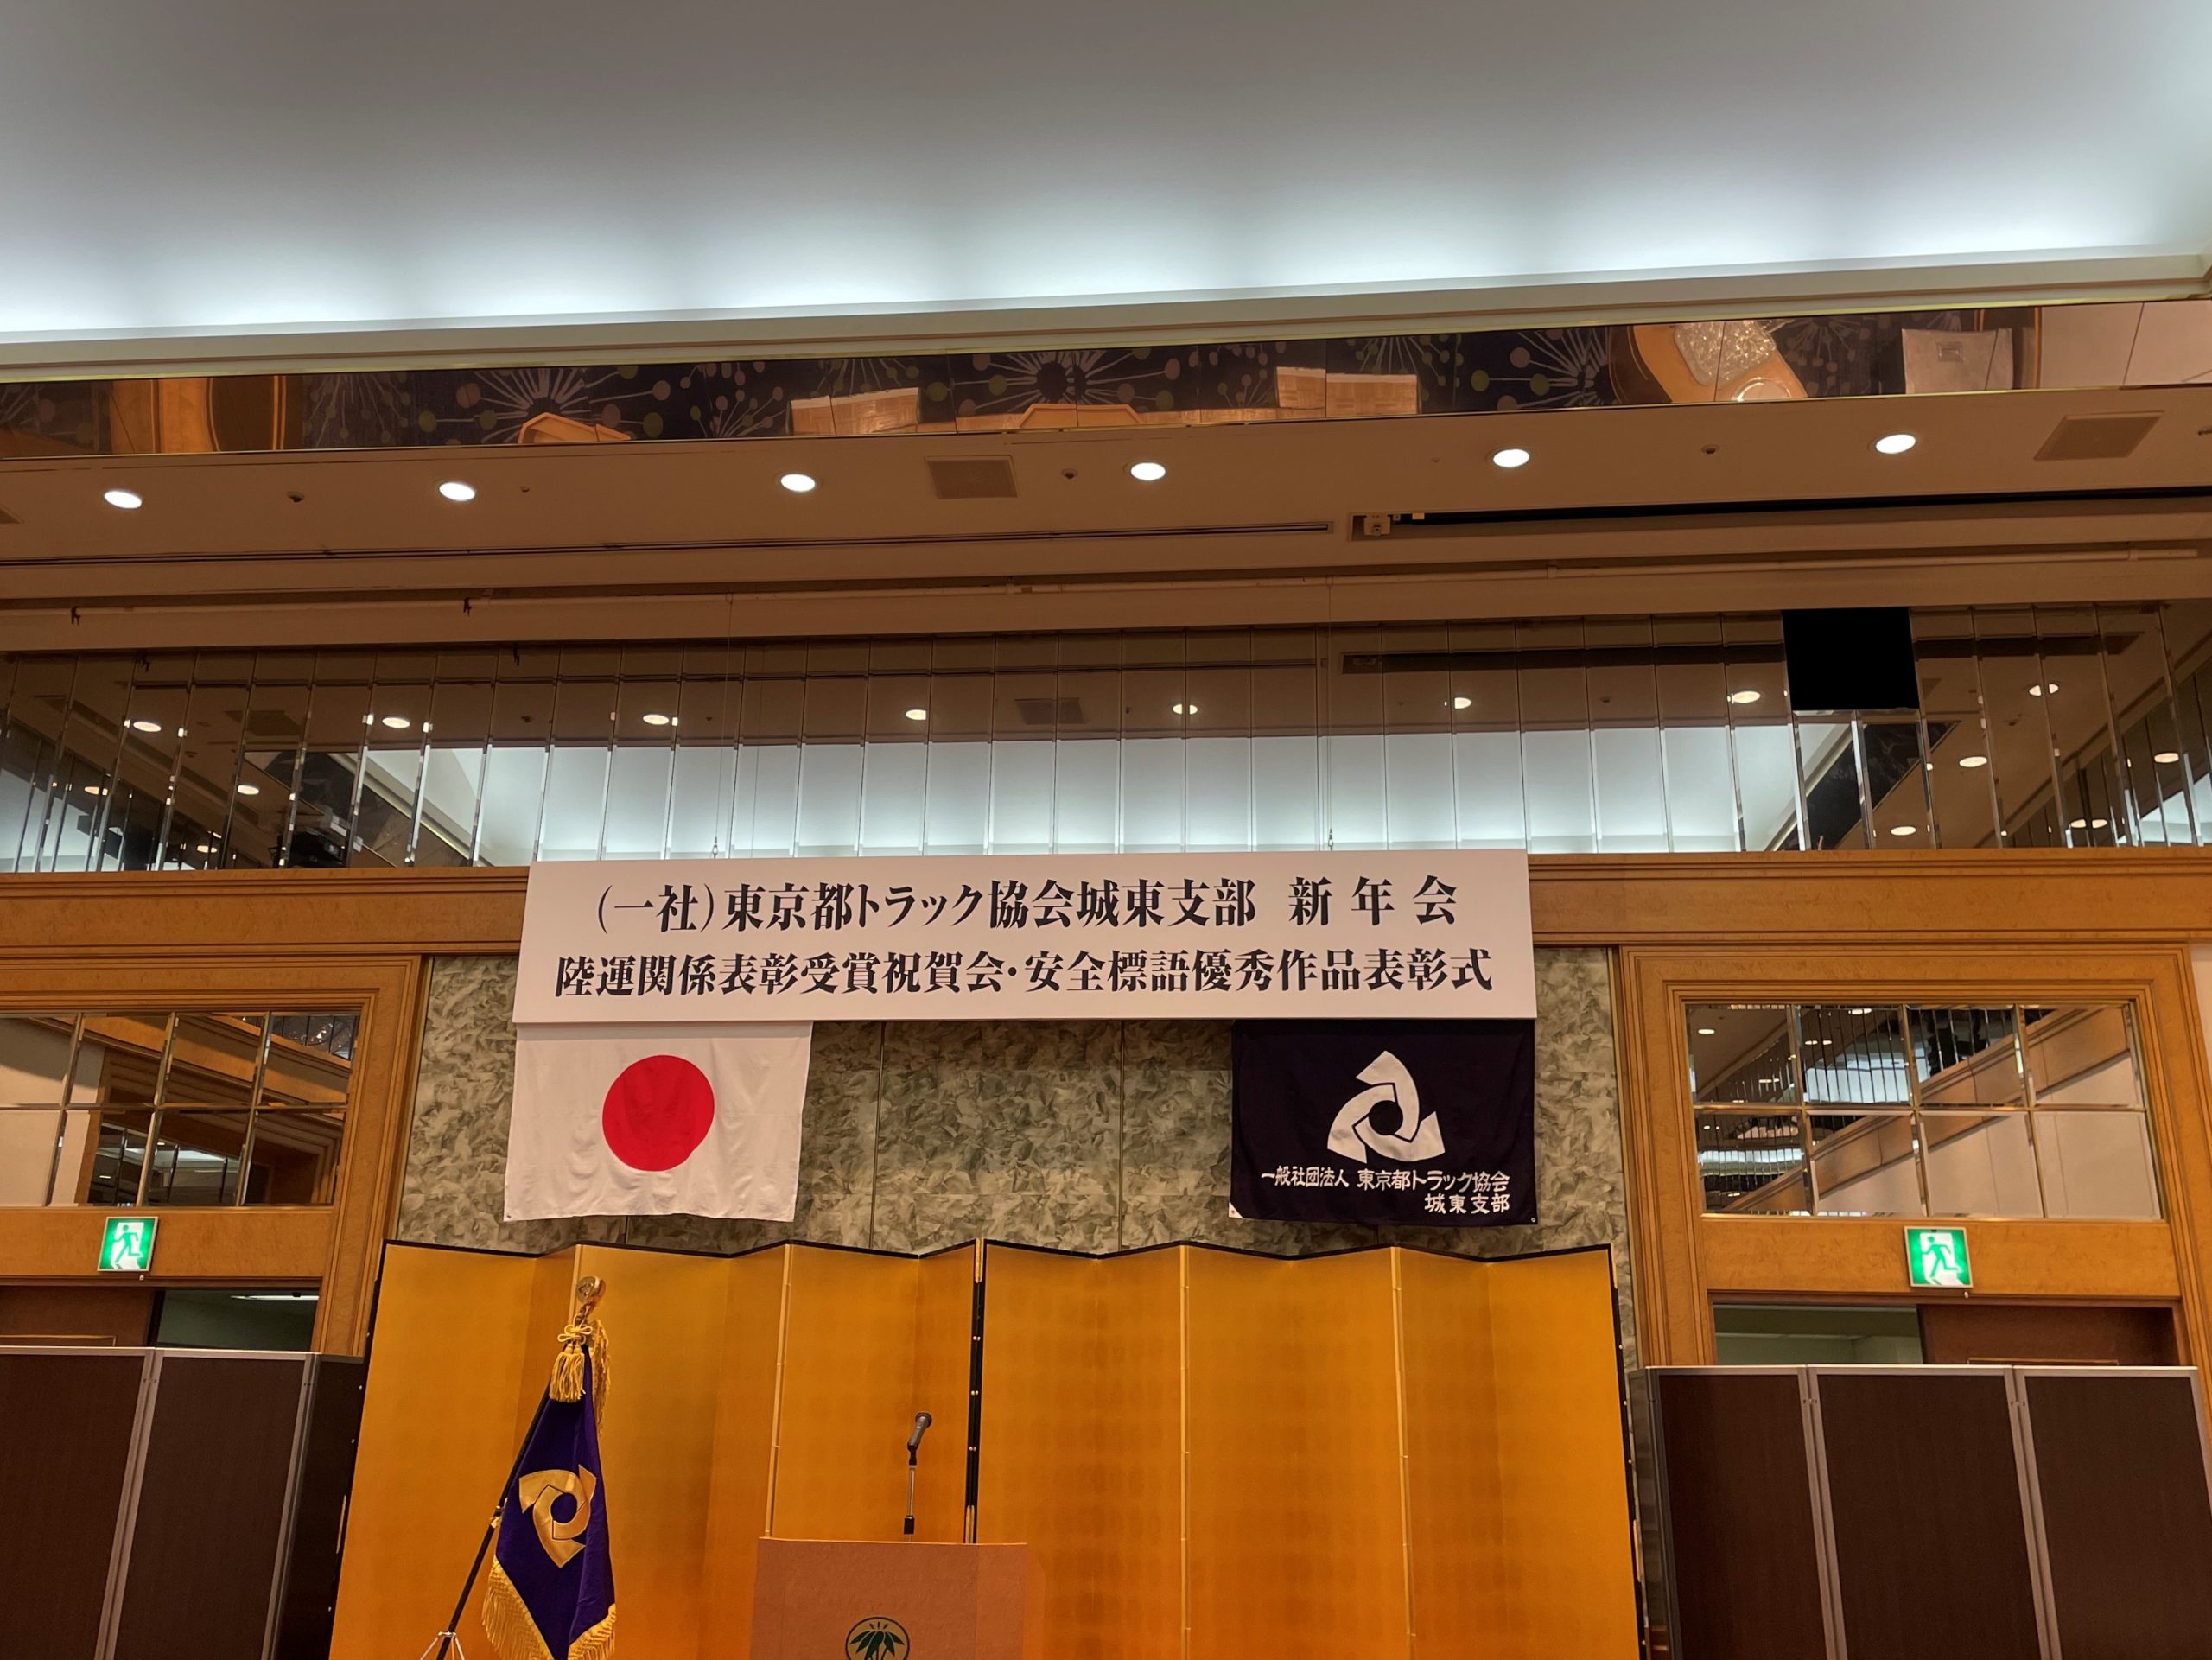 (一社)東京都トラック協会城東支部 新年会
陸運関係表彰受賞祝賀会・安全標語優秀作品表彰式
一般社団法人 東京都トラック協会
城東支部